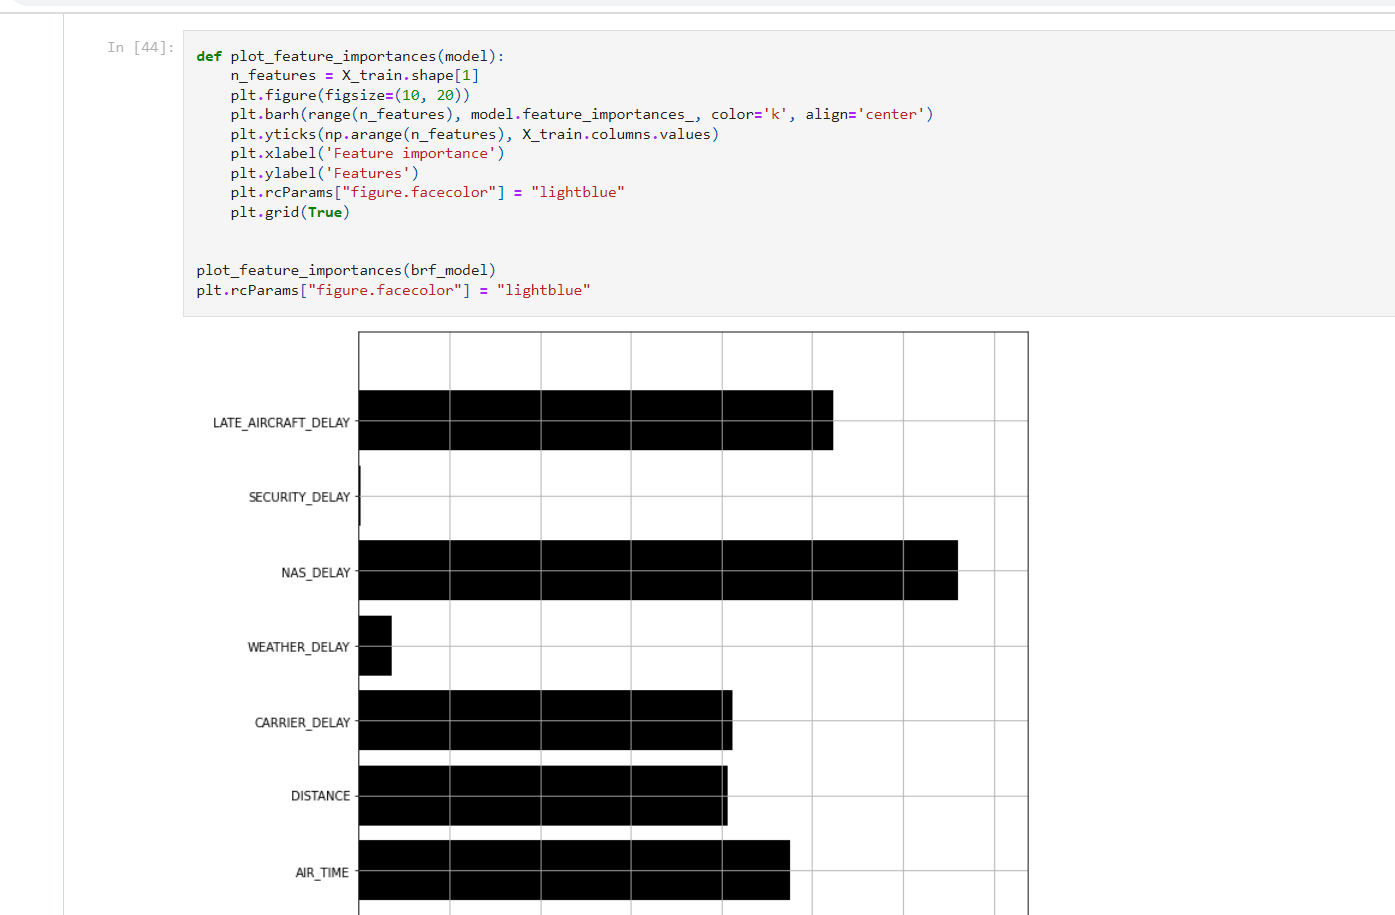 In [44]:
def plot_feature_importances(model):
    n_features = X_train.shape[1]
    plt.figure(figsize=(10, 20))
    plt.barh(range(n_features), model.feature_importances_, color='k', align='center')
    plt.yticks(np.arange(n_features), X_train.columns.values)
    plt.xlabel('Feature importance')
    plt.ylabel('Features')
    plt.rcParams["figure.facecolor"] = "lightblue"
    plt.grid(True)
plot_feature_importances(brf_model)
plt.rcParams["figure.facecolor"] = "lightblue"
LATE_AIRCRAFT_DELAY
SECURITY_DELAY
NAS_DELAY
WEATHER_DELAY
CARRIER_DELAY
DISTANCE
AIR_TIME